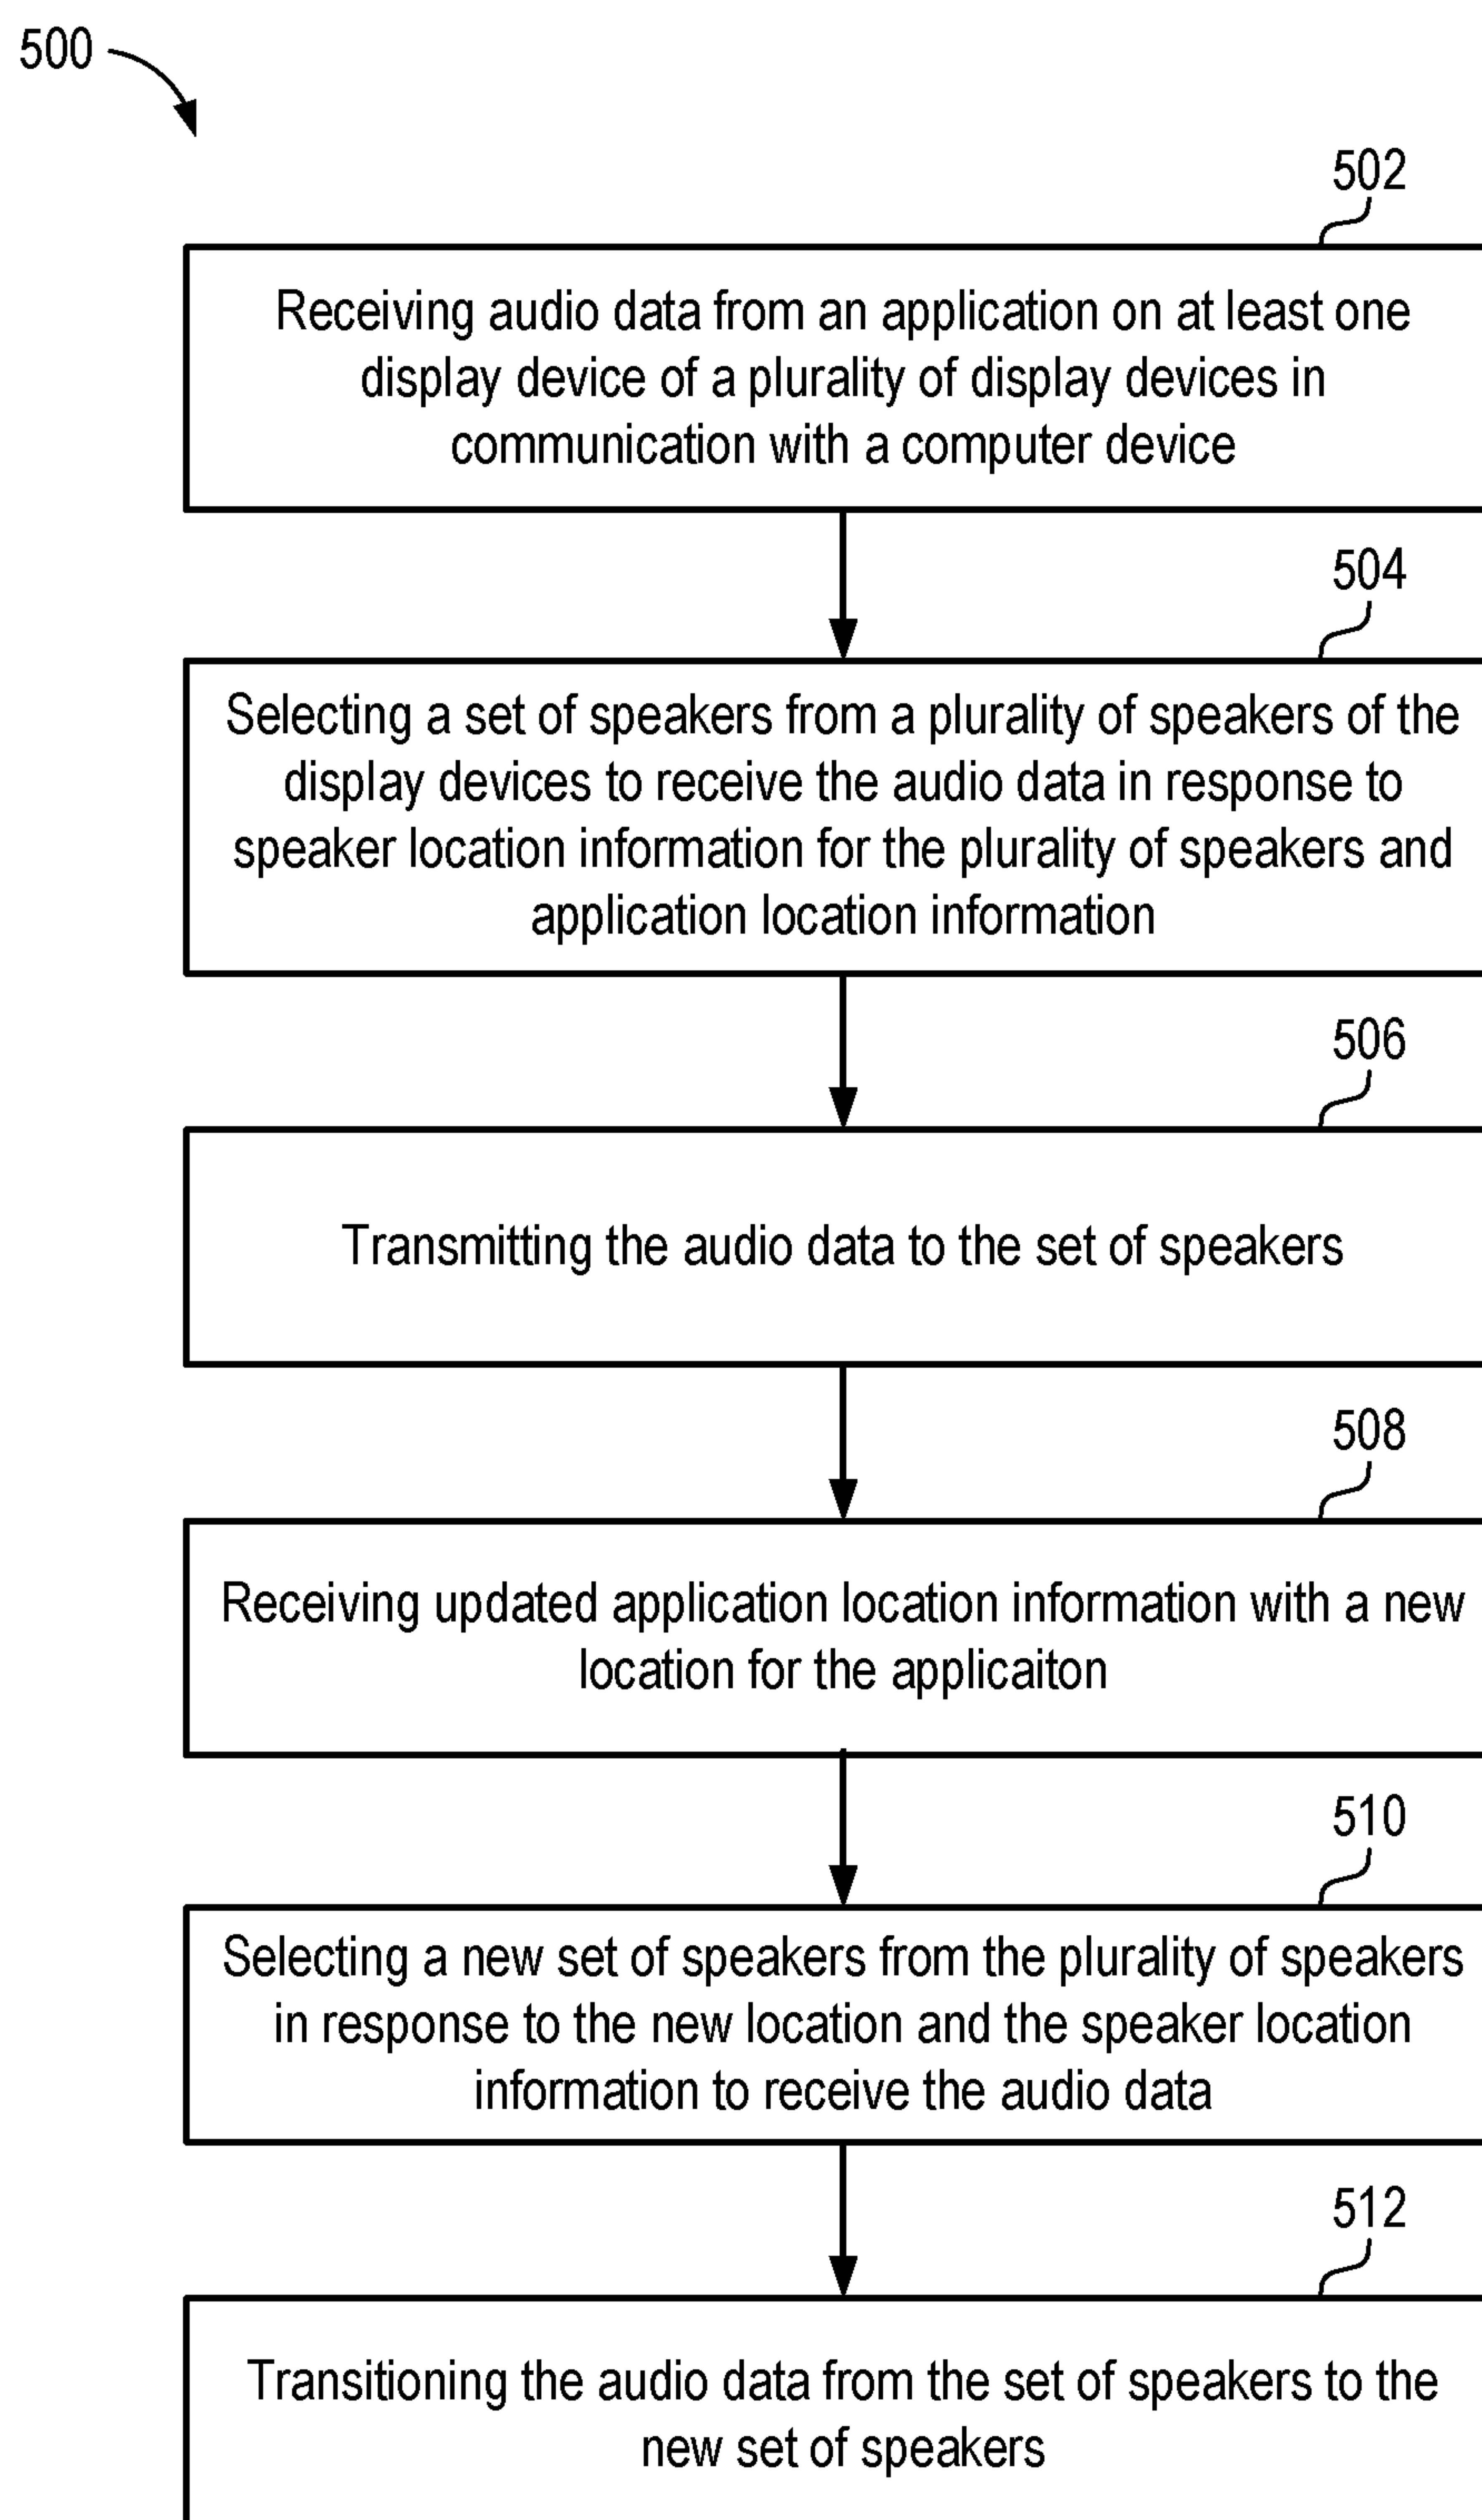 500
502
Receiving audio data from an application on at least one
display device of a plurality of display devices in
communication with a computer device
504
Selecting a set of speakers from a plurality of speakers of the
display devices to receive the audio data in response to
speaker location information for the plurality of speakers and
application location information
506
Transmitting the audio data to the set of speakers
508
Receiving updated application location information with a new
location for the applicaiton
510
Selecting a new set of speakers from the plurality of speakers
in response to the new location and the speaker location
information to receive the audio data
512
Transitioning the audio data from the set of speakers to the
new set of speakers